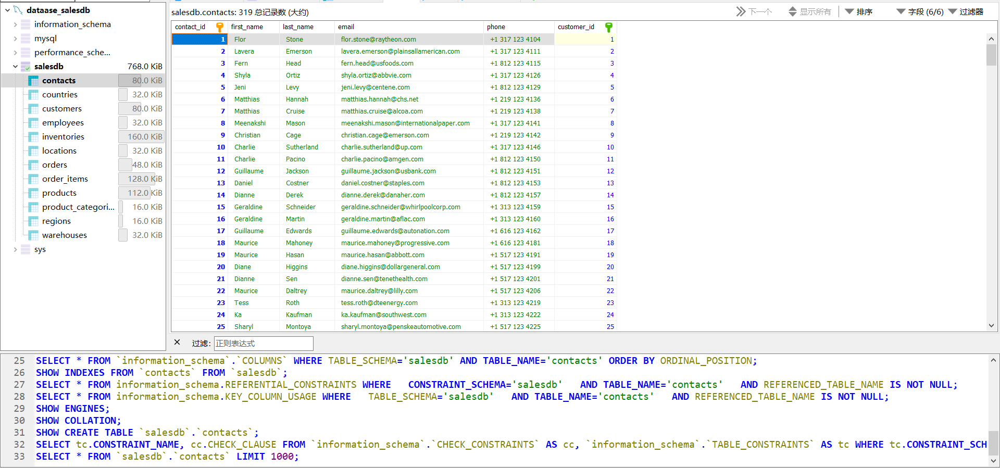 dataase_salesdb
information_schema
mysql
performance_sche...
salesdb 768.0 KiB
contacts 80.0 KiB
countries 32.0 KiB
customers 80.0 KiB
employees 32.0 KiB
inventories 160.0 KiB
locations 32.0 KiB
orders 48.0 KiB
order_items 128.0 KiB
products 112.0 KiB
product_categori... 16.0 KiB
regions 16.0 KiB
warehouses 32.0 KiB
sys
salesdb.contacts: 319 总记录数 (大约) 下一个 显示所有 排序 字段 (6/6) 过滤器
contact_id first_name last_name email phone customer_id
1 Flor Stone flor.stone@raytheon.com +1 317 123 4104 1
2 Lavera Emerson lavera.emerson@plainsallamerican.com +1 317 123 4111 2
3 Fern Head fern.head@usfoods.com +1 812 123 4115 3
4 Shyla Ortiz shyla.ortiz@abbvie.com +1 317 123 4126 4
5 Jeni Levy jeni.levy@centene.com +1 812 123 4129 5
6 Matthias Hannah matthias.hannah@chs.net +1 219 123 4136 6
7 Matthias Cruise matthias.cruise@alcoa.com +1 219 123 4138 7
8 Meenakshi Mason meenakshi.mason@internationalpaper.com +1 317 123 4141 8
9 Christian Cage christian.cage@emerson.com +1 219 123 4142 9
10 Charlie Sutherland charlie.sutherland@up.com +1 317 123 4146 10
11 Charlie Pacino charlie.pacino@amgen.com +1 812 123 4150 11
12 Guillaume Jackson guillaume.jackson@usbank.com +1 812 123 4151 12
13 Daniel Costner daniel.costner@staples.com +1 812 123 4153 13
14 Dianne Derek dianne.derek@danaher.com +1 812 123 4157 14
15 Geraldine Schneider geraldine.schneider@whirlpoolcorp.com +1 313 123 4159 15
16 Geraldine Martin geraldine.martin@aflac.com +1 313 123 4160 16
17 Guillaume Edwards guillaume.edwards@autonation.com +1 616 123 4162 17
18 Maurice Mahoney maurice.mahoney@progressive.com +1 616 123 4181 18
19 Maurice Hasan maurice.hasan@abbott.com +1 517 123 4191 19
20 Diane Higgins diane.higgins@dollargeneral.com +1 517 123 4199 20
21 Dianne Sen dianne.sen@tenethealth.com +1 517 123 4201 21
22 Maurice Daltrey maurice.daltrey@lilly.com +1 517 123 4206 22
23 Tess Roth tess.roth@dteenergy.com +1 313 123 4219 23
24 Ka Kaufman ka.kaufman@southwest.com +1 313 123 4222 24
25 Sharyl Montoya sharyl.montoya@penskeautomotive.com +1 517 123 4225 25
过滤: 正则表达式
25 SELECT * FROM `information_schema`.`COLUMNS` WHERE TABLE_SCHEMA='salesdb' AND TABLE_NAME='contacts' ORDER BY ORDINAL_POSITION;
26 SHOW INDEXES FROM `contacts` FROM `salesdb`;
27 SELECT * FROM information_schema.REFERENTIAL_CONSTRAINTS WHERE   CONSTRAINT_SCHEMA='salesdb'   AND TABLE_NAME='contacts'   AND REFERENCED_TABLE_NAME IS NOT NULL;
28 SELECT * FROM information_schema.KEY_COLUMN_USAGE WHERE   TABLE_SCHEMA='salesdb'   AND TABLE_NAME='contacts'   AND REFERENCED_TABLE_NAME IS NOT NULL;
29 SHOW ENGINES;
30 SHOW COLLATION;
31 SHOW CREATE TABLE `salesdb`.`contacts`;
32 SELECT tc.CONSTRAINT_NAME, cc.CHECK_CLAUSE FROM `information_schema`.`CHECK_CONSTRAINTS` AS cc, `information_schema`.`TABLE_CONSTRAINTS` AS tc WHERE tc.CONSTRAINT_SCH
33 SELECT * FROM `salesdb`.`contacts` LIMIT 1000;